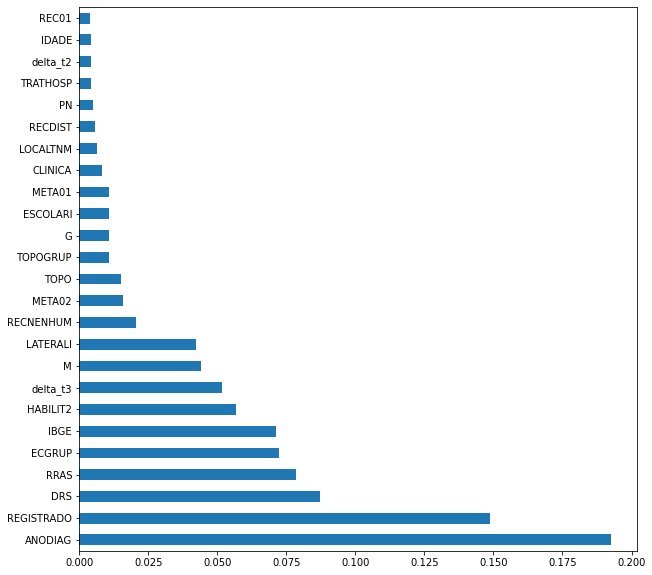 REC01
IDADE
delta_t2
TRATHOSP
PN
RECDIST
LOCALTNM
CLINICA
META01
ESCOLARI
G
TOPOGRUP
TOPO
META02
RECNENHUM
LATERALI
M
delta_t3
HABILIT2
IBGE
ECGRUP
RRAS
DRS
REGISTRADO
ANODIAG
0.000 0.025 0.050 0.075 0.100 0.125 0.150 0.175 0.200